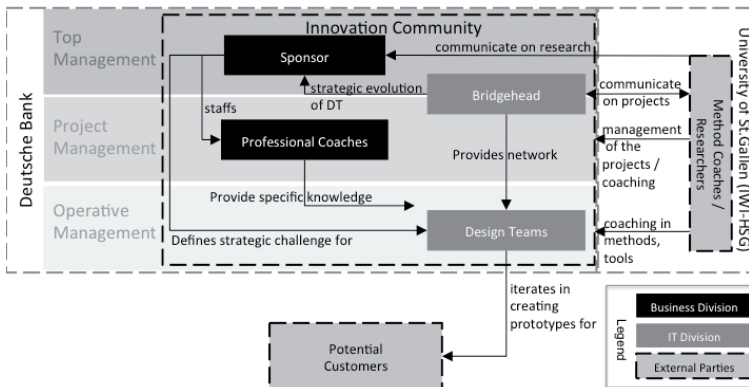 Innovation Community
Top
Management
Sponsor
communicate on research
strategic evolution
of DT
Bridgehead
communicate
on projects
staffs
Deutsche Bank
Project
Management
Professional Coaches
Provides network
management
of the
projects /
coaching
Method Coaches /
Researchers
University of St.Gallen (IWI-HSG)
Provide specific knowledge
Operative
Management
Defines strategic challenge for
Design Teams
coaching in
methods,
tools
iterates in
creating
prototypes for
Potential
Customers
Legend
Business Division
IT Division
External Parties